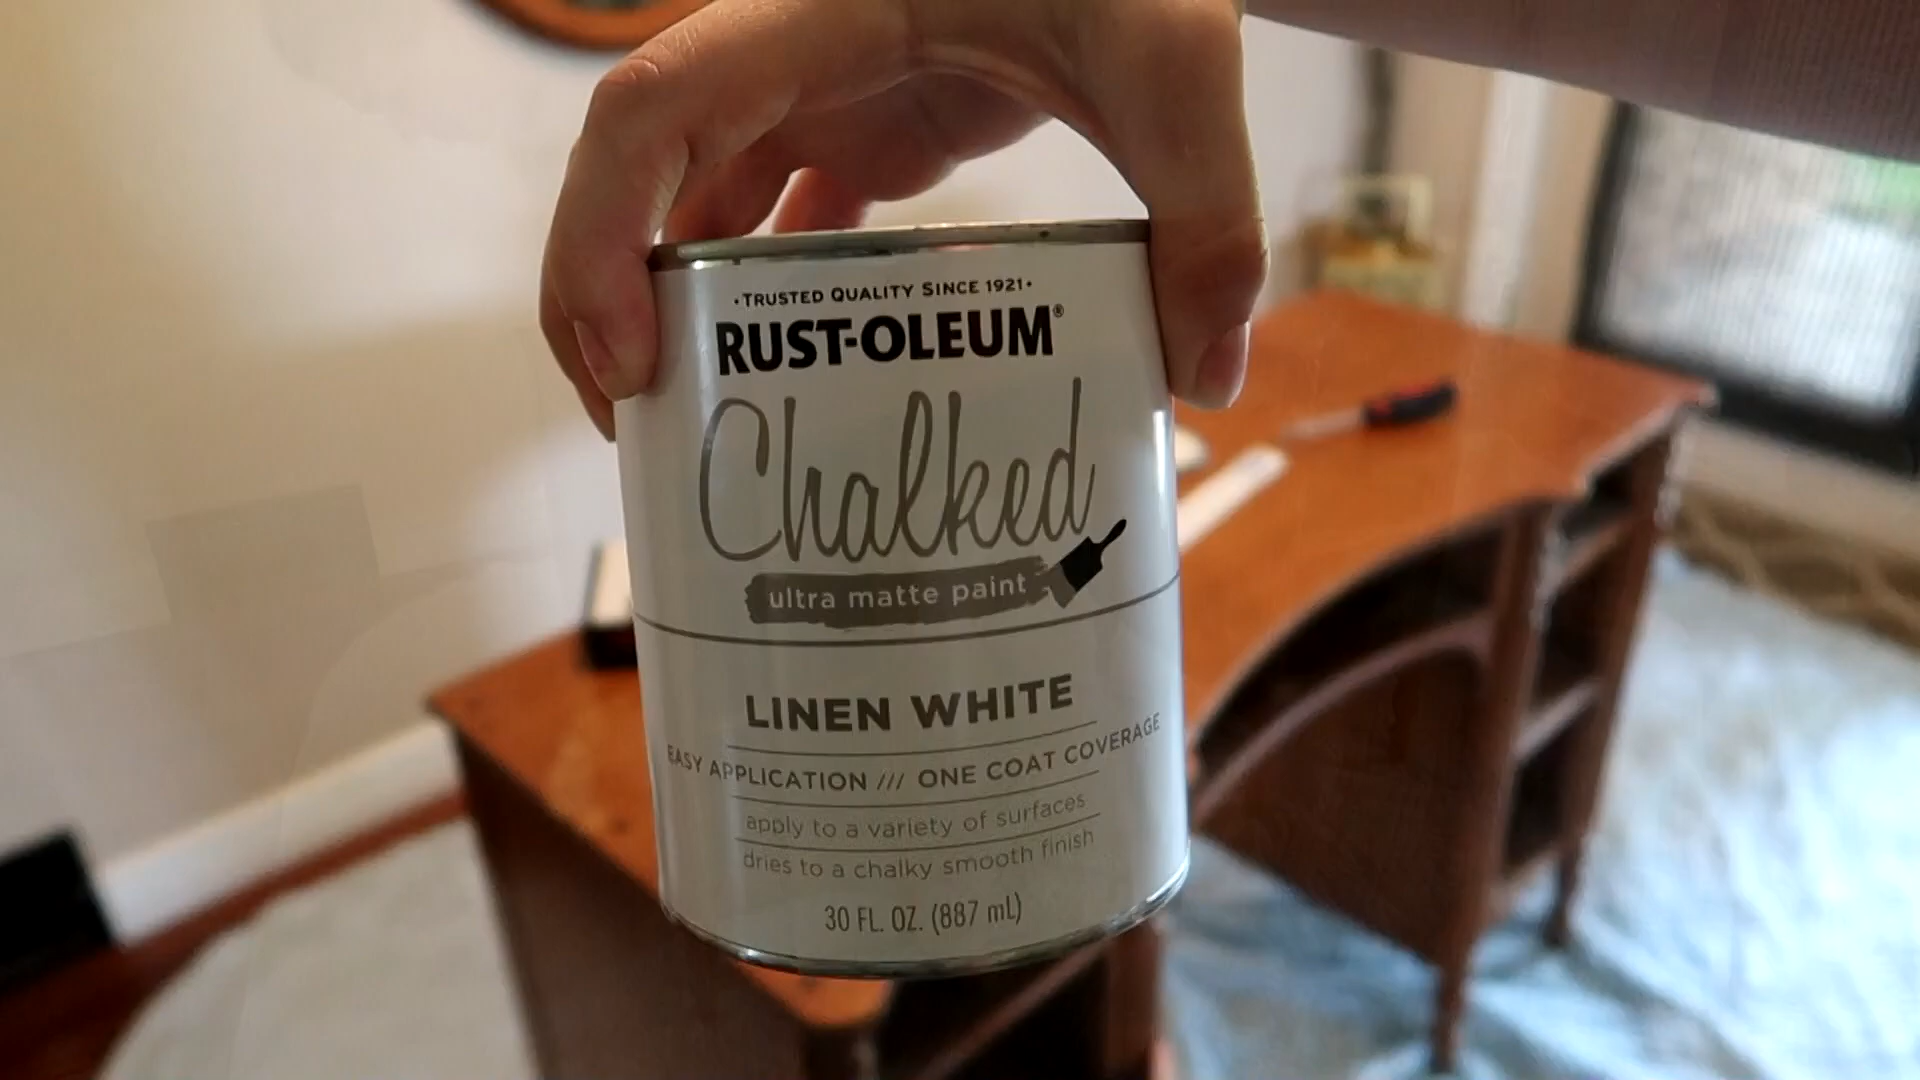 ·TRUSTED QUALITY SINCE 1921·
RUST-OLEUM®
Chalked
ultra matte paint
LINEN WHITE
EASY APPLICATION /// ONE COAT COVERAGE
apply to a variety of surfaces
dries to a chalky smooth finish
30 FL. OZ. (887 mL)